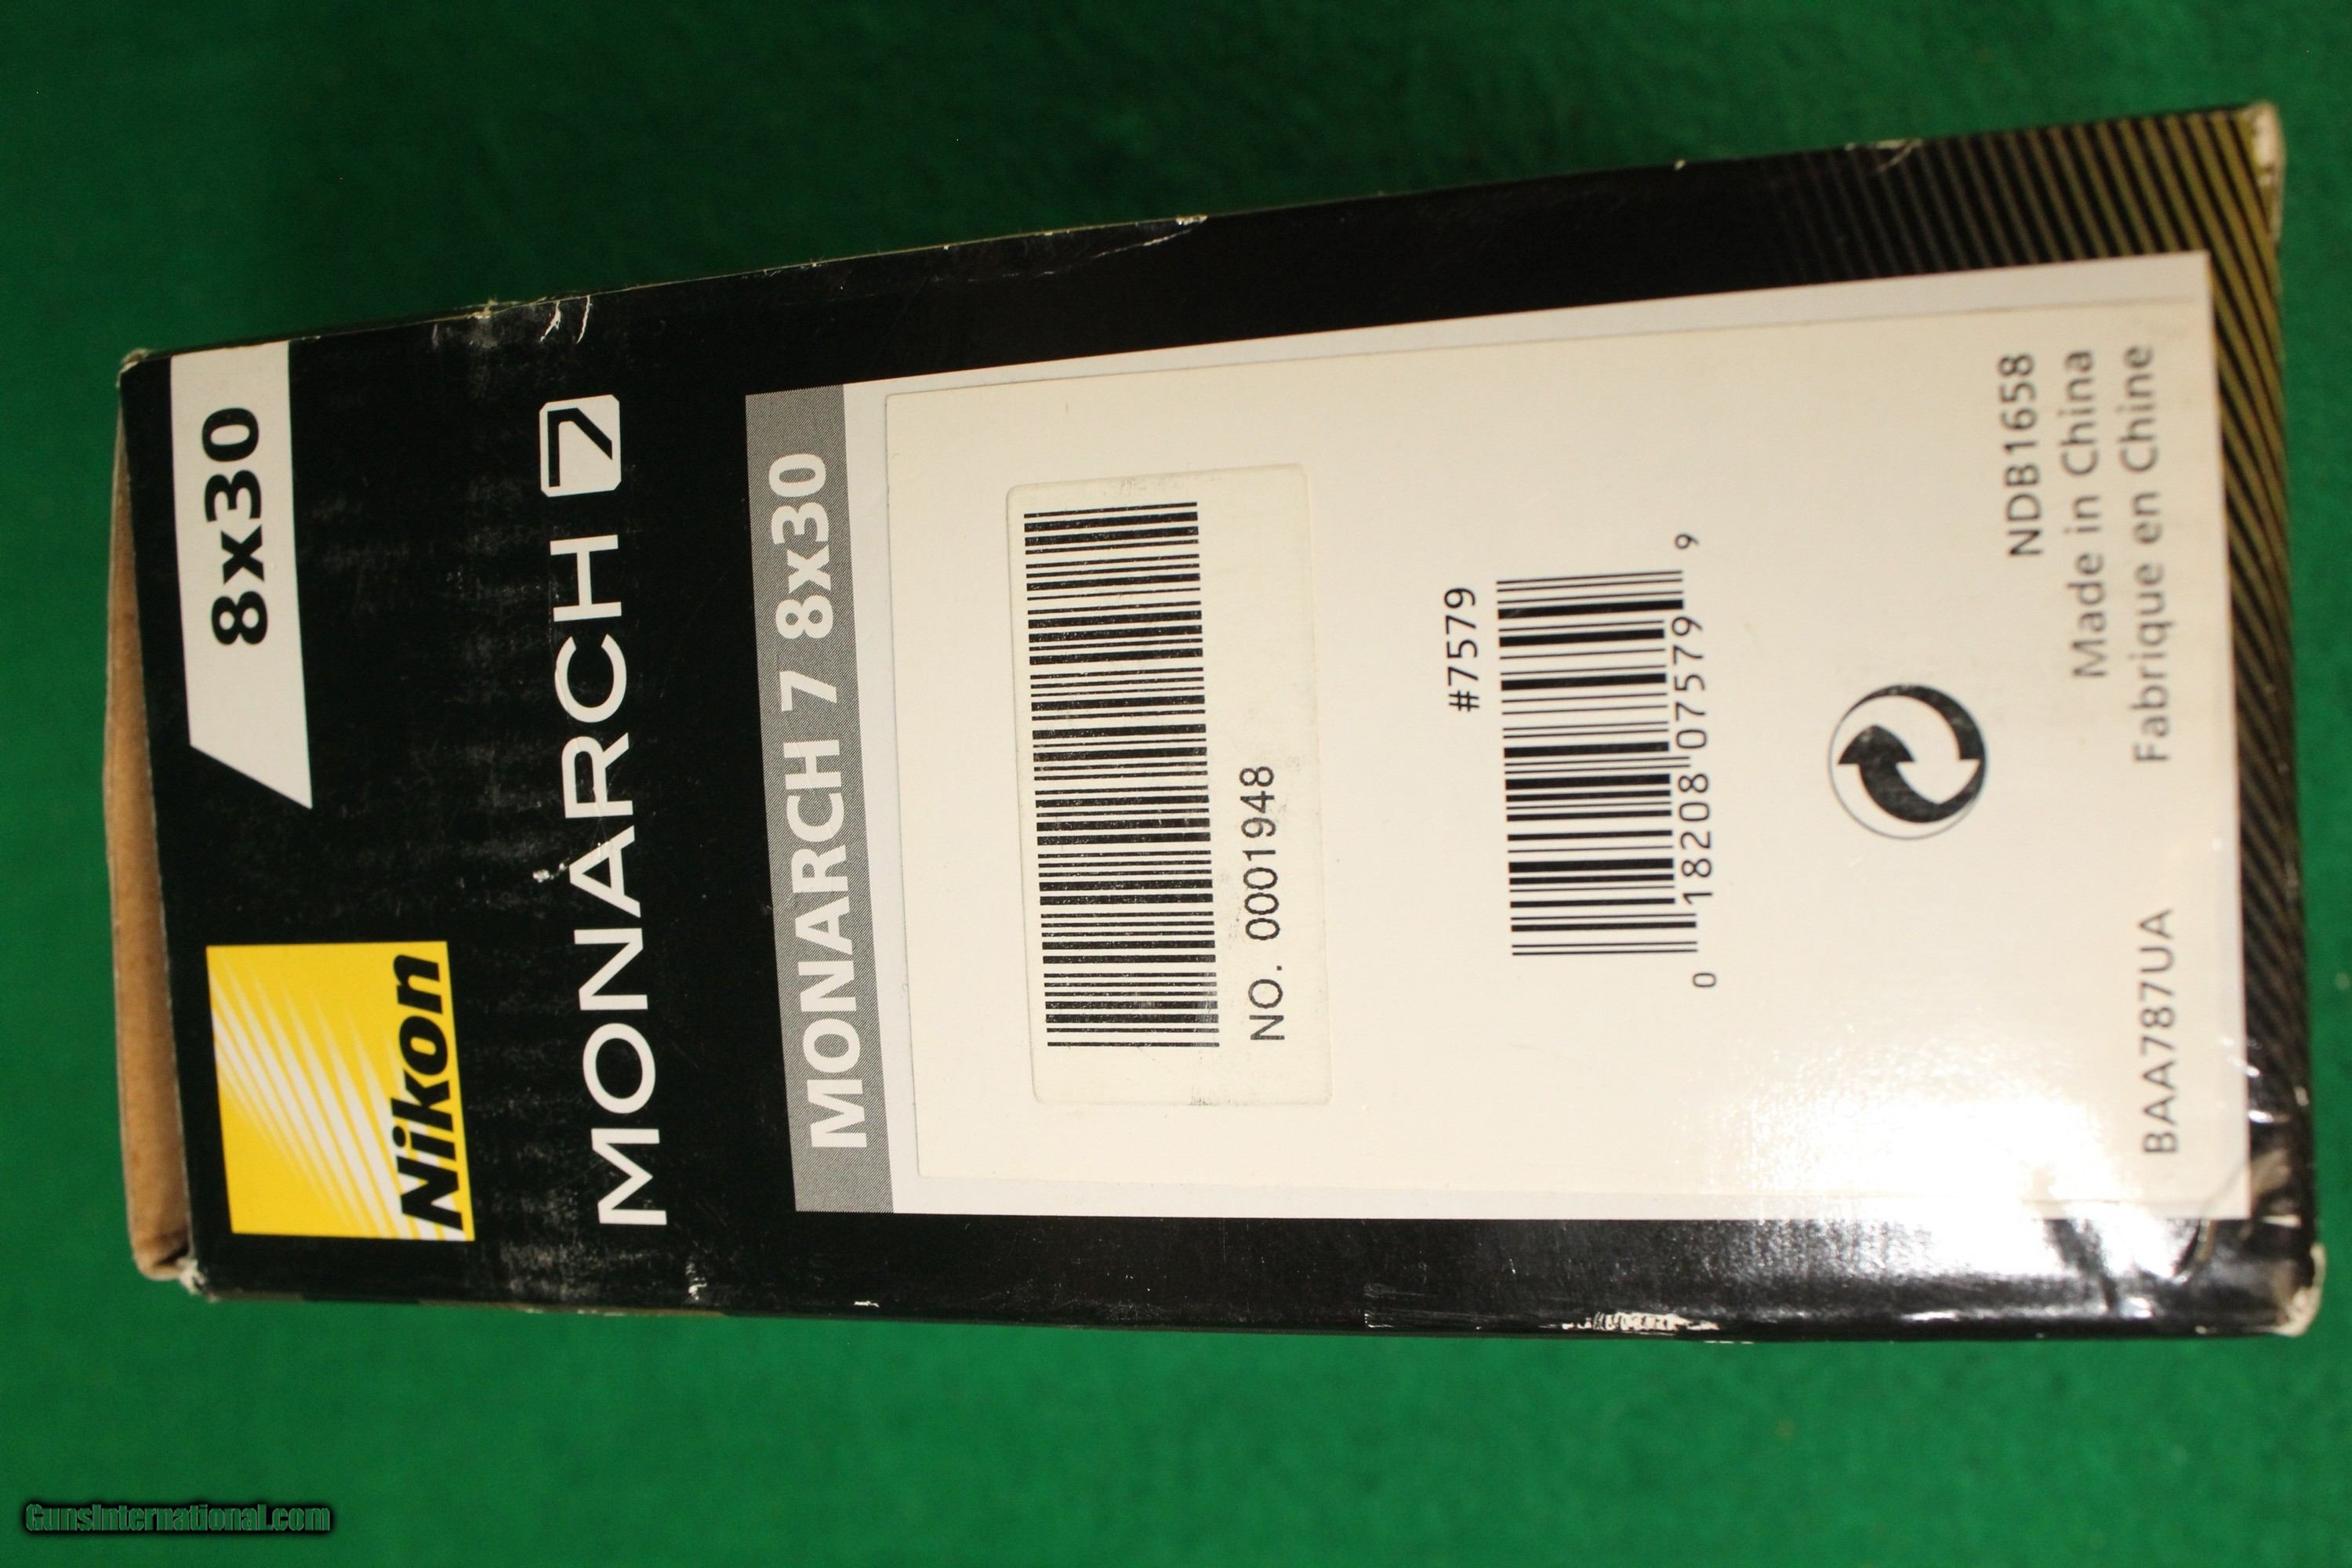 8x30
Nikon
MONARCH 7
MONARCH 7 8x30
NO. 0001948
#7579
0 18208 07579 9
NDB1658
Made in China
BAA787UA Fabrique en Chine
GunsInternational.com